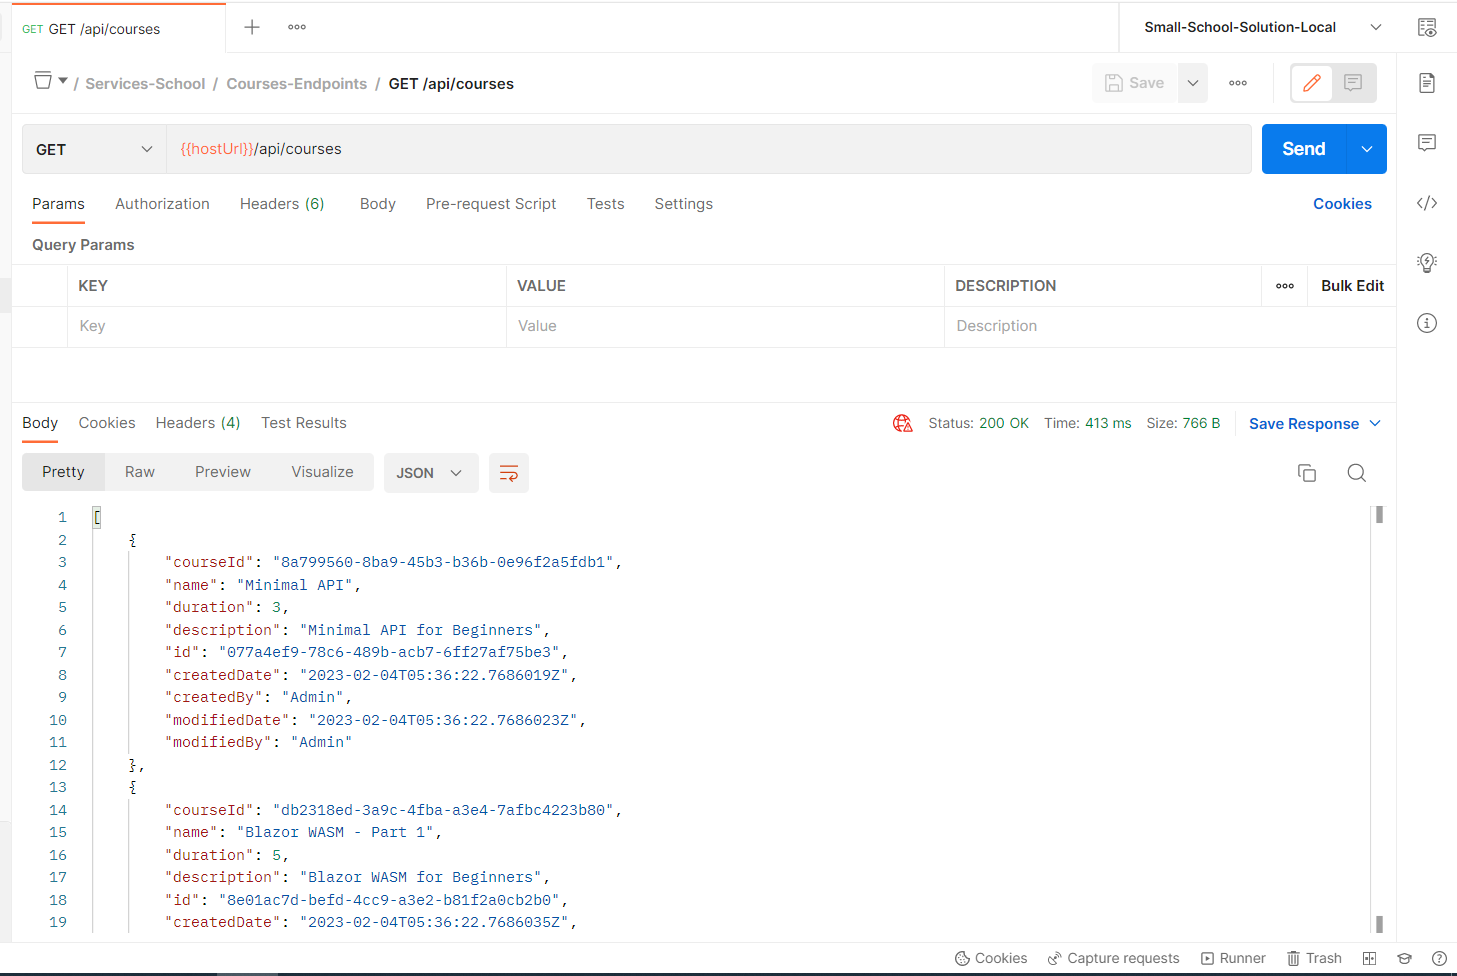 GET GET /api/courses
Small-School-Solution-Local
/ Services-School / Courses-Endpoints / GET /api/courses
Save
GET {{hostUrl}}/api/courses
Send
Params Authorization Headers (6) Body Pre-request Script Tests Settings Cookies
Query Params
KEY VALUE DESCRIPTION Bulk Edit
Key Value Description
Body Cookies Headers (4) Test Results Status: 200 OK Time: 413 ms Size: 766 B Save Response
Pretty Raw Preview Visualize JSON
1 [
2 {
3 "courseId": "8a799560-8ba9-45b3-b36b-0e96f2a5fdb1",
4 "name": "Minimal API",
5 "duration": 3,
6 "description": "Minimal API for Beginners",
7 "id": "077a4ef9-78c6-489b-acb7-6ff27af75be3",
8 "createdDate": "2023-02-04T05:36:22.7686019Z",
9 "createdBy": "Admin",
10 "modifiedDate": "2023-02-04T05:36:22.7686023Z",
11 "modifiedBy": "Admin"
12 },
13 {
14 "courseId": "db2318ed-3a9c-4fba-a3e4-7afbc4223b80",
15 "name": "Blazor WASM - Part 1",
16 "duration": 5,
17 "description": "Blazor WASM for Beginners",
18 "id": "8e01ac7d-befd-4cc9-a3e2-b81f2a0cb2b0",
19 "createdDate": "2023-02-04T05:36:22.7686035Z",
Cookies Capture requests Runner Trash